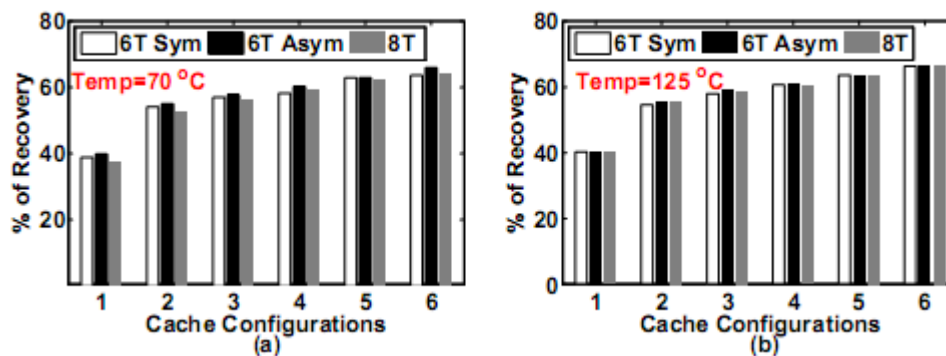 80
6T Sym 6T Asym 8T
Temp=70 °C
60
40
20
% of Recovery
1 2 3 4 5 6
Cache Configurations
(a)
80
6T Sym 6T Asym 8T
Temp=125 °C
60
40
20
0
% of Recovery
1 2 3 4 5 6
Cache Configurations
(b)